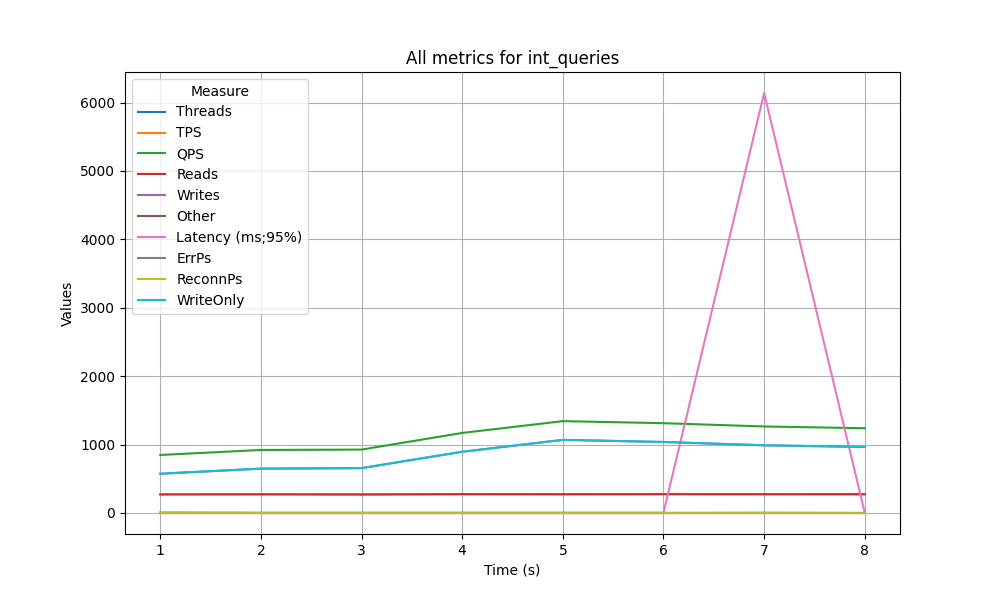 All metrics for int_queries
Measure
Threads
TPS
QPS
Reads
Writes
Other
Latency (ms;95%)
ErrPs
ReconnPs
WriteOnly
Values
6000
5000
4000
3000
2000
1000
0
1 2 3 4 5 6 7 8
Time (s)